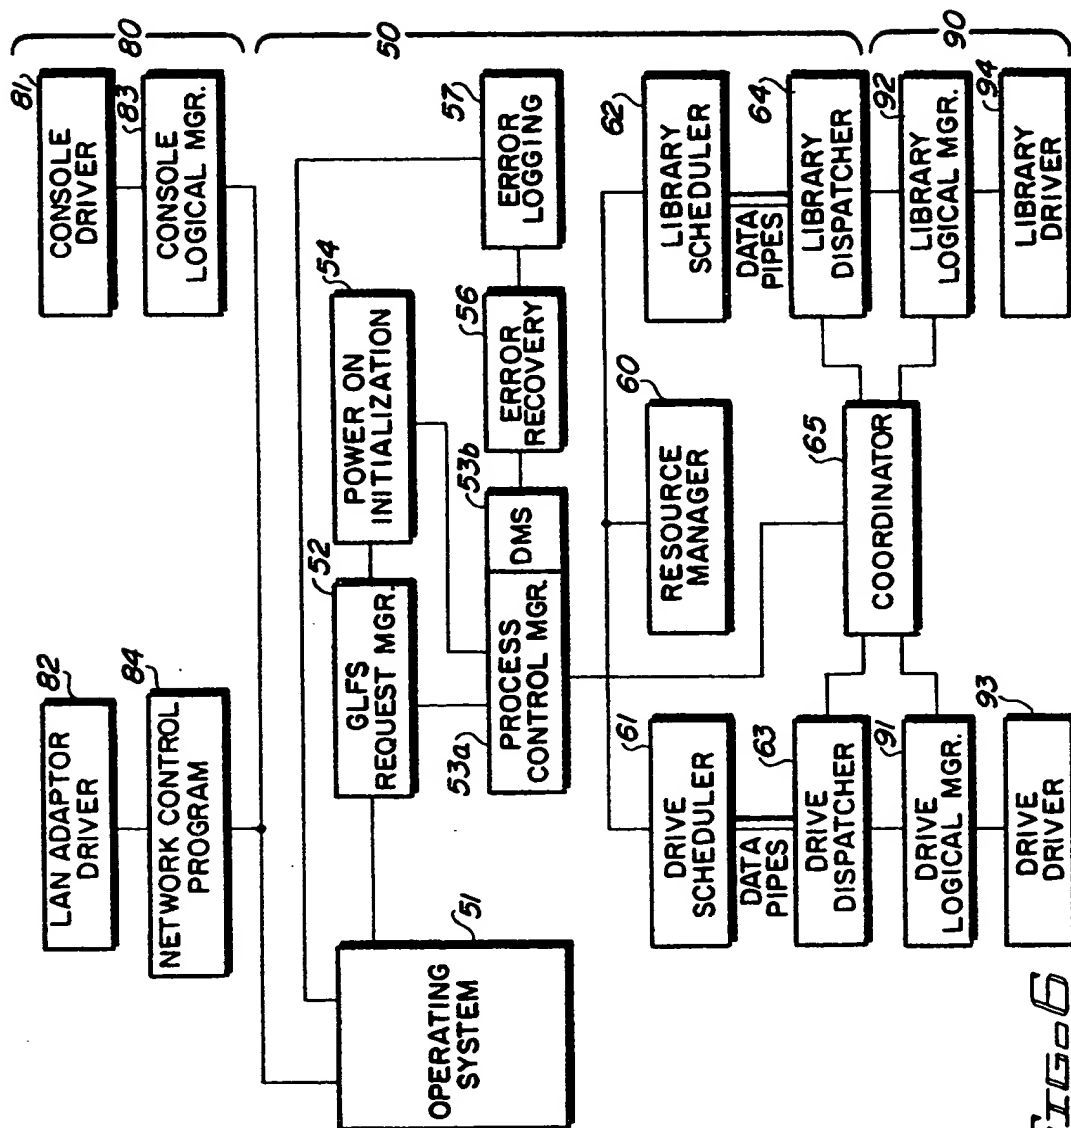 LAN ADAPTOR
DRIVER
82
NETWORK CONTROL
PROGRAM
84
CONSOLE
DRIVER
81
CONSOLE
LOGICAL MGR.
83
80
OPERATING
SYSTEM
51
GLFS
REQUEST MGR.
52
POWER ON
INITIALIZATION
54
53a
PROCESS
CONTROL MGR.
DMS
53b
ERROR
RECOVERY
56
ERROR
LOGGING
57
50
DRIVE
SCHEDULER
61
RESOURCE
MANAGER
60
LIBRARY
SCHEDULER
62
DATA
PIPES
DATA
PIPES
DRIVE
DISPATCHER
63
COORDINATOR
65
LIBRARY
DISPATCHER
64
DRIVE
LOGICAL MGR.
91
LIBRARY
LOGICAL MGR.
92
DRIVE
DRIVER
93
LIBRARY
DRIVER
94
90
FIG-6